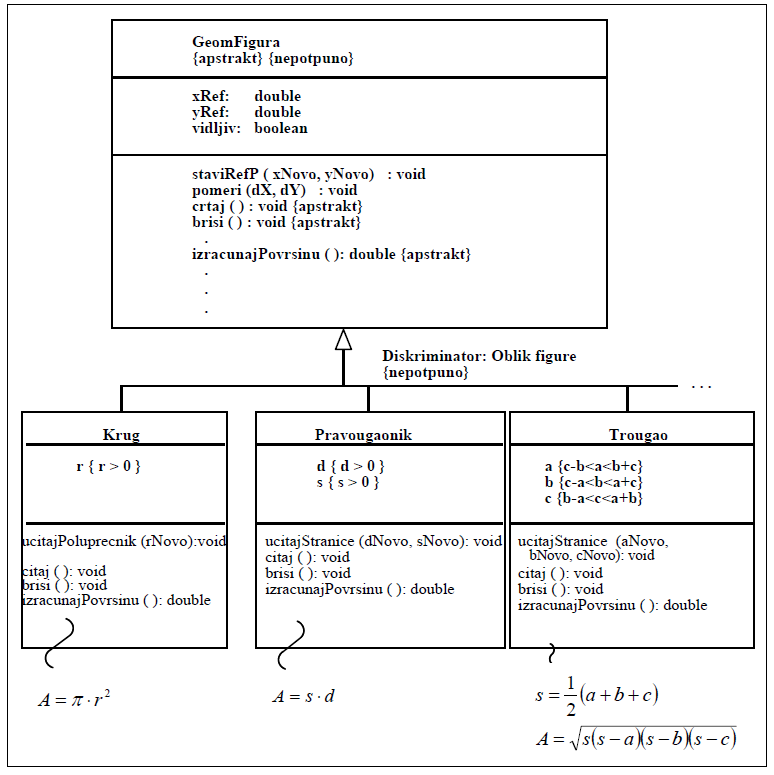 GeomFigura
{apstrakt} {nepotpuno}
xRef: double
yRef: double
vidljiv: boolean
staviRefP ( xNovo, yNovo) : void
pomeri (dX, dY) : void
crtaj ( ) : void {apstrakt}
brisi ( ) : void {apstrakt}
.
izracunajPovrsinu ( ): double {apstrakt}
.
.
.
Diskriminator: Oblik figure
{nepotpuno}
. . .
Krug
r { r > 0 }
ucitajPoluprecnik (rNovo):void
citaj ( ): void
brisi ( ): void
izracunajPovrsinu ( ): double
A = π · r²
Pravougaonik
d { d > 0 }
s { s > 0 }
ucitajStranice (dNovo, sNovo): void
citaj ( ): void
brisi ( ): void
izracunajPovrsinu ( ): double
A = s · d
Trougao
a {c-b<a<b+c}
b {c-a<b<a+c}
c {b-a<c<a+b}
ucitajStranice (aNovo,
bNovo, cNovo): void
citaj ( ): void
brisi ( ): void
izracunajPovrsinu ( ): double
s = 1/2 (a + b + c)
A = √s(s − a)(s − b)(s − c)